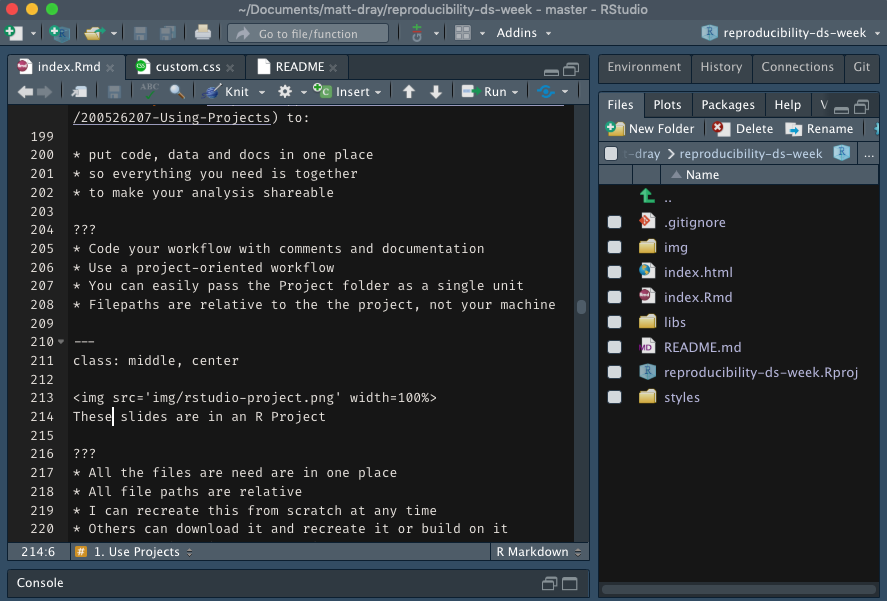 ~/Documents/matt-dray/reproducibility-ds-week - master - RStudio
Go to file/function
Addins
reproducibility-ds-week
index.Rmd
custom.css
README
ABC
Knit
Insert
Run
/200526207-Using-Projects) to:
199
200 * put code, data and docs in one place
201 * so everything you need is together
202 * to make your analysis shareable
203
204 ???
205 * Code your workflow with comments and documentation
206 * Use a project-oriented workflow
207 * You can easily pass the Project folder as a single unit
208 * Filepaths are relative to the the project, not your machine
209
210 ---
211 class: middle, center
212
213 <img src='img/rstudio-project.png' width=100%>
214 These slides are in an R Project
215
216 ???
217 * All the files are need are in one place
218 * All file paths are relative
219 * I can recreate this from scratch at any time
220 * Others can download it and recreate it or build on it
214:6
# 1. Use Projects
R Markdown
Console
Environment
History
Connections
Git
Files
Plots
Packages
Help
V
New Folder
Delete
Rename
t-dray
reproducibility-ds-week
...
Name
..
.gitignore
img
index.html
index.Rmd
libs
README.md
reproducibility-ds-week.Rproj
styles